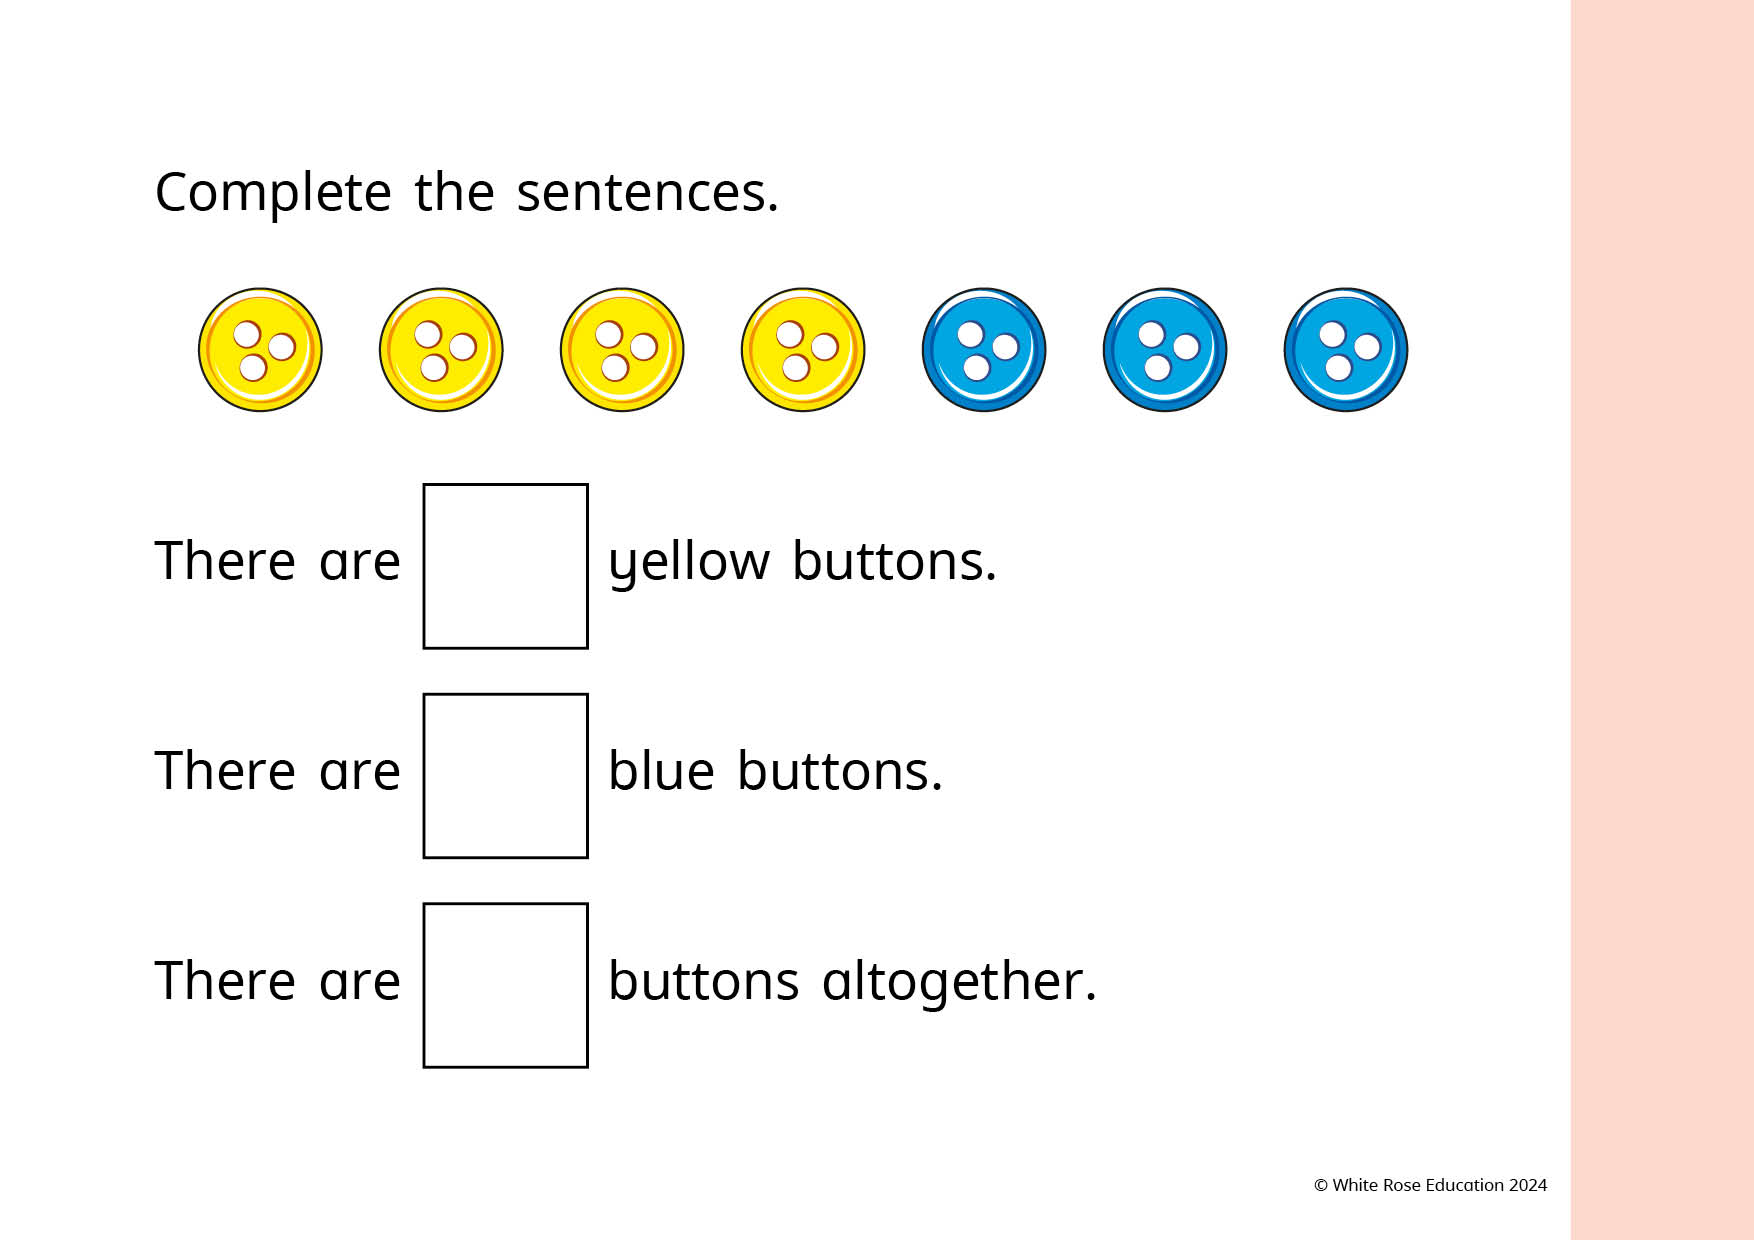 Complete the sentences.
There are yellow buttons.
There are blue buttons.
There are buttons altogether.
© White Rose Education 2024